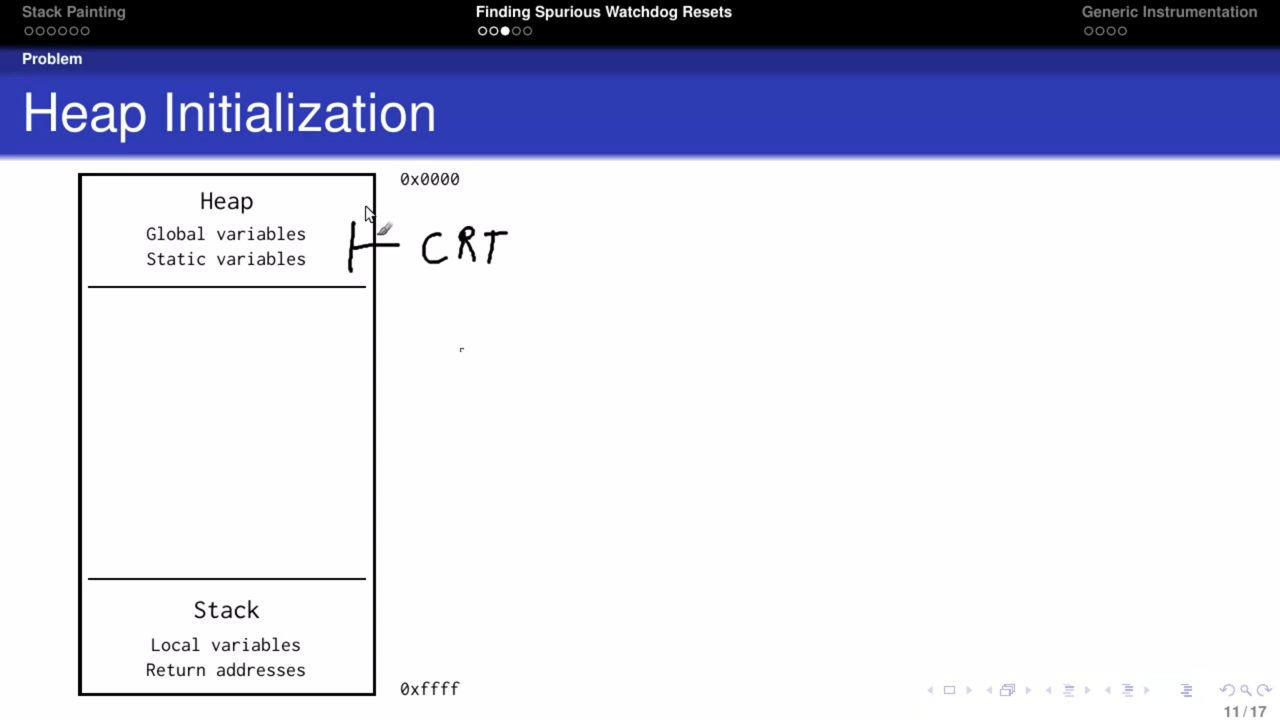 Stack Painting
Finding Spurious Watchdog Resets
Generic Instrumentation
Problem
Heap Initialization
0x0000
Heap
Global variables
Static variables
CRT
Stack
Local variables
Return addresses
0xffff
11/17